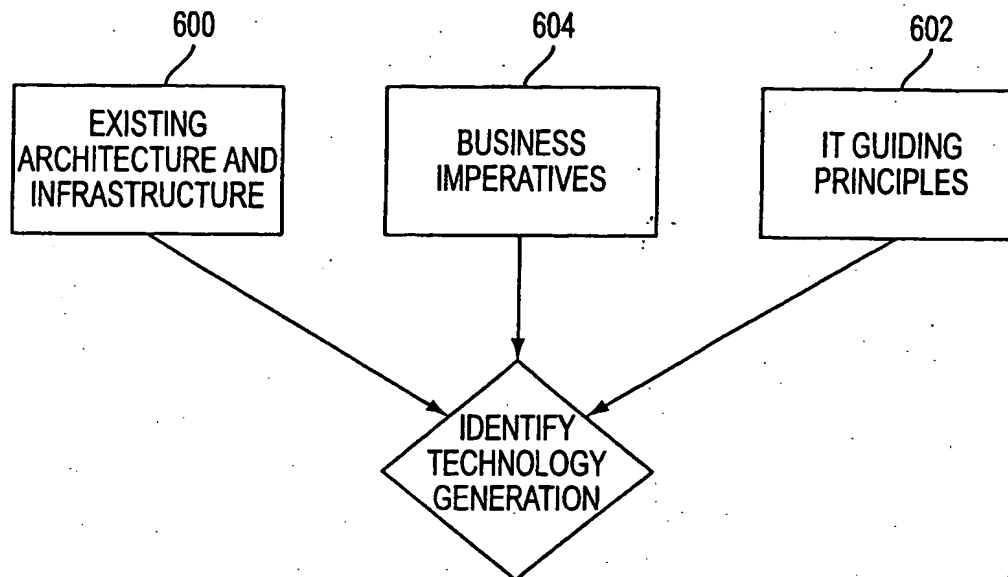 600
604
602
EXISTING
ARCHITECTURE AND
INFRASTRUCTURE
BUSINESS
IMPERATIVES
IT GUIDING
PRINCIPLES
IDENTIFY
TECHNOLOGY
GENERATION